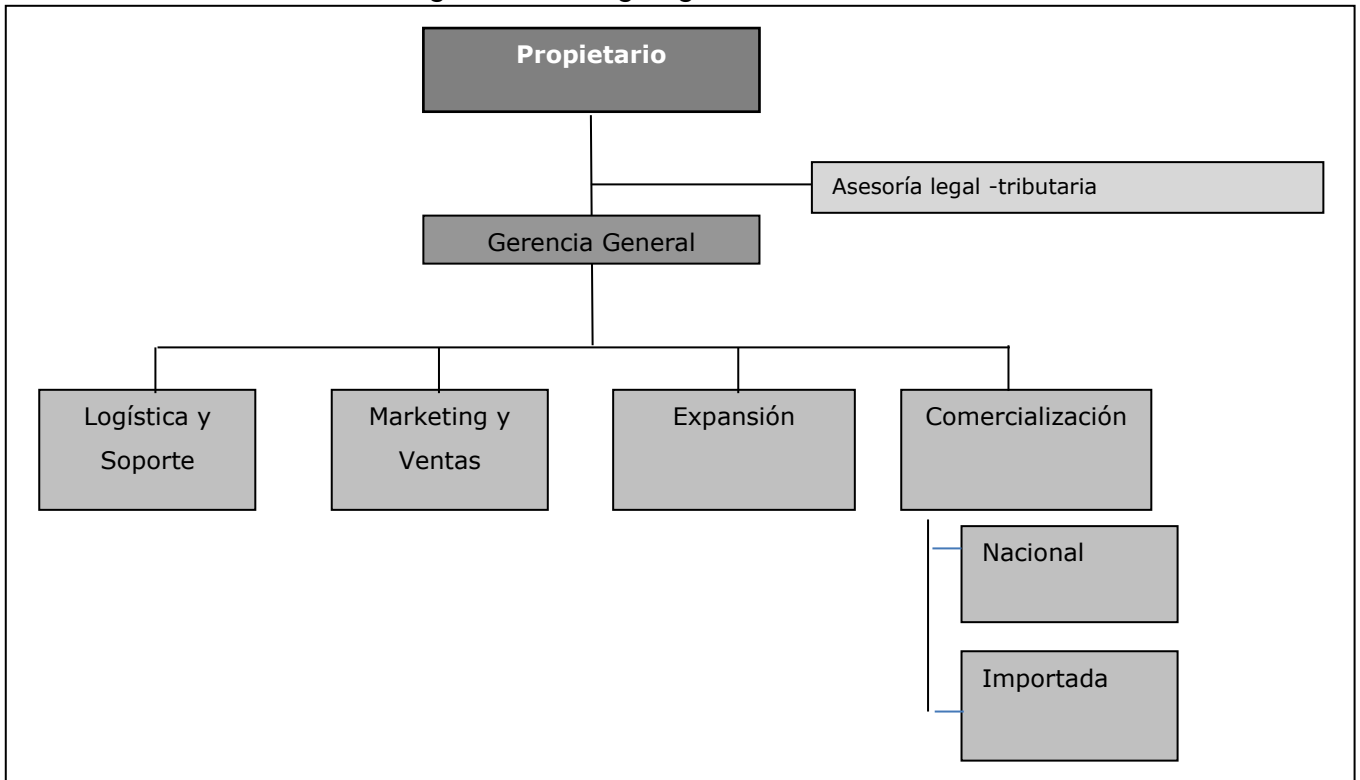 Propietario
Asesoría legal -tributaria
Gerencia General
Logística y
Soporte
Marketing y
Ventas
Expansión
Comercialización
Nacional
Importada